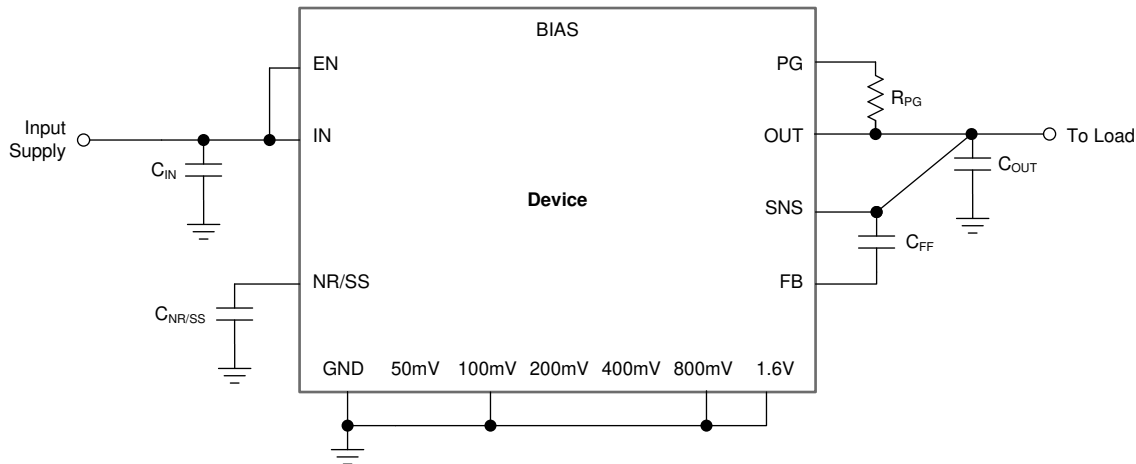 BIAS
EN
PG
R_PG
Input
Supply
IN
OUT
To Load
C_IN
C_OUT
Device
SNS
C_FF
NR/SS
FB
C_NR/SS
GND 50mV 100mV 200mV 400mV 800mV 1.6V